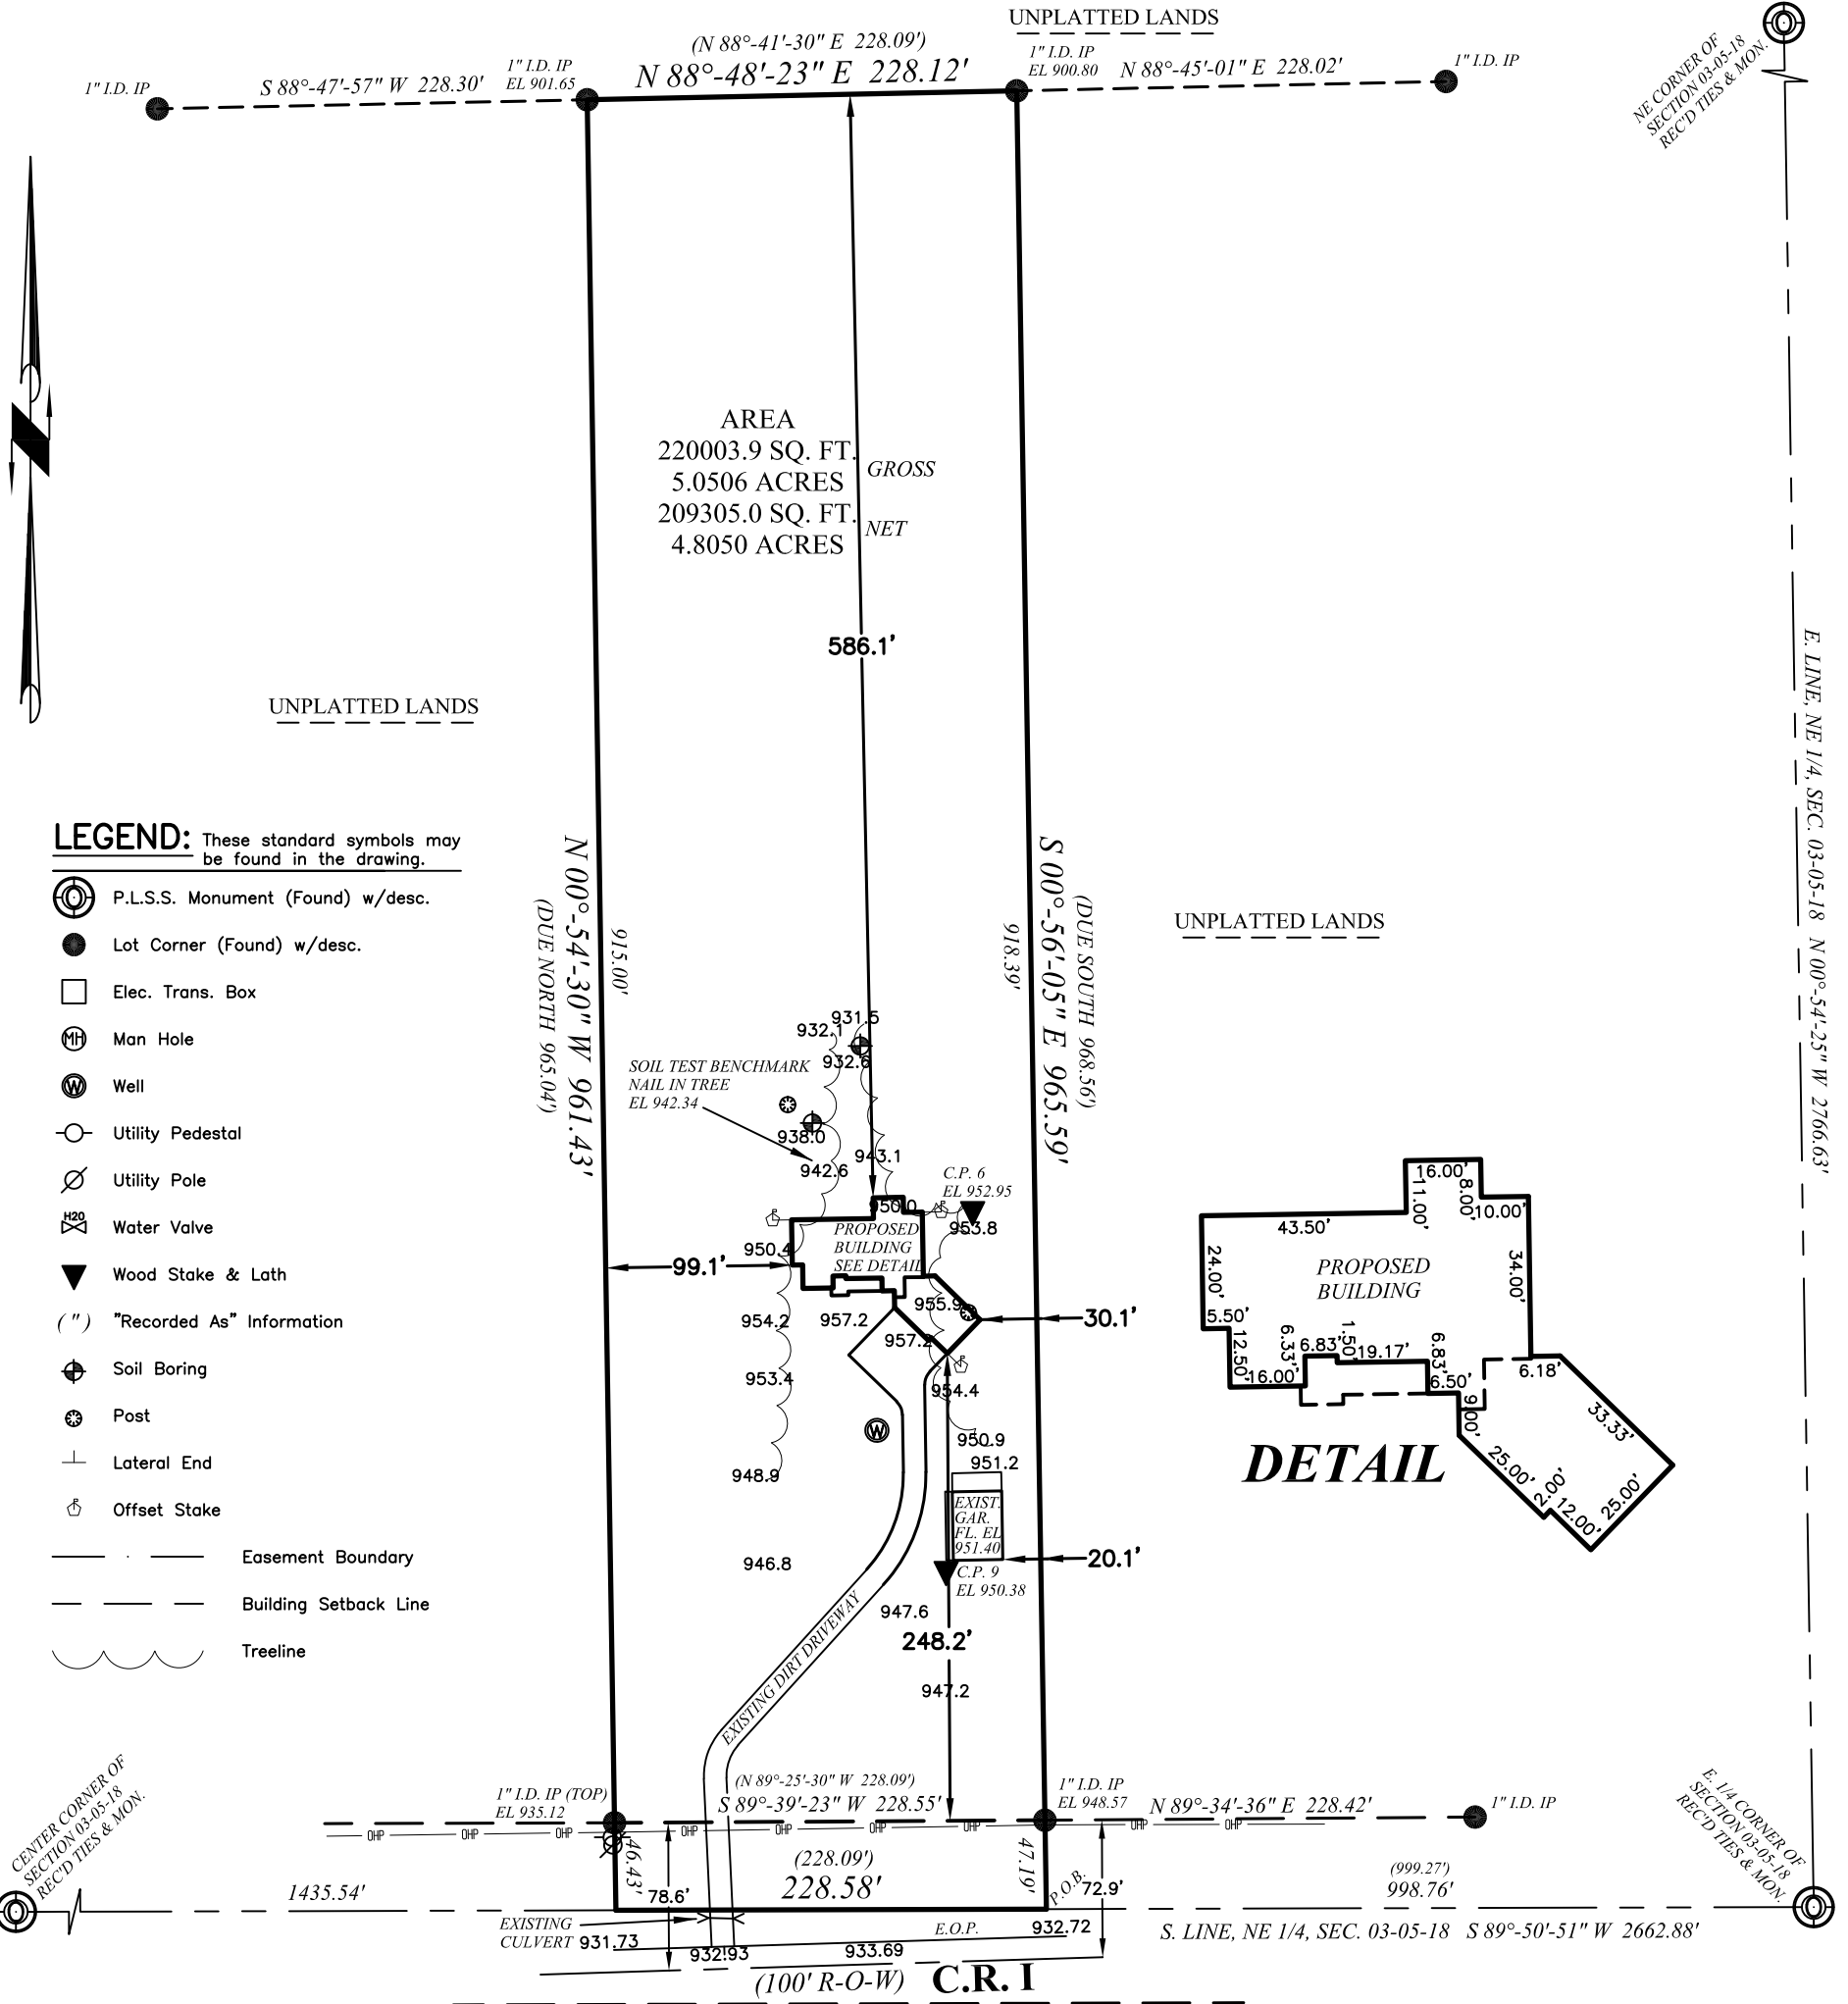 UNPLATTED LANDS
(N 88°-41'-30" E 228.09')
N 88°-48'-23" E 228.12'
1" I.D. IP
S 88°-47'-57" W 228.30'
1" I.D. IP
EL 901.65
1" I.D. IP
EL 900.80
N 88°-45'-01" E 228.02'
1" I.D. IP
NE CORNER OF
SECTION 03-05-18
REC'D TIES & MON.
AREA
220003.9 SQ. FT.
5.0506 ACRES
GROSS
209305.0 SQ. FT.
4.8050 ACRES
NET
586.1'
UNPLATTED LANDS
E. LINE, NE 1/4, SEC. 03-05-18 N 00°-54'-25" W 2766.63'
LEGEND: These standard symbols may
be found in the drawing.
P.L.S.S. Monument (Found) w/desc.
Lot Corner (Found) w/desc.
Elec. Trans. Box
MH Man Hole
W Well
Utility Pedestal
Utility Pole
H20 Water Valve
Wood Stake & Lath
( " ) "Recorded As" Information
Soil Boring
Post
Lateral End
Offset Stake
Easement Boundary
Building Setback Line
Treeline
N 00°-54'-30" W 961.43'
(DUE NORTH 965.04')
915.00'
918.39'
S 00°-56'-05" E 965.59'
(DUE SOUTH 968.56')
UNPLATTED LANDS
931.5
932.1
932.6
SOIL TEST BENCHMARK
NAIL IN TREE
EL 942.34
938.0
943.1
942.6
C.P. 6
EL 952.95
950.0
953.8
PROPOSED
BUILDING
SEE DETAIL
950.4
99.1'
955.9
30.1'
954.2
957.2
957.2
953.4
954.4
W
950.9
951.2
948.9
EXIST.
GAR.
FL. EL
951.40
20.1'
946.8
C.P. 9
EL 950.38
947.6
248.2'
947.2
EXISTING DIRT DRIVEWAY
16.00'
11.00'
8.00'
10.00'
43.50'
24.00'
PROPOSED
BUILDING
34.00'
5.50'
12.50'
16.00'
6.33'
6.83'
1.50'
19.17'
6.83'
6.50'
9.00'
6.18'
33.33'
25.00'
2.00'
12.00'
25.00'
DETAIL
CENTER CORNER OF
SECTION 03-05-18
REC'D TIES & MON.
1" I.D. IP (TOP)
EL 935.12
(N 89°-25'-30" W 228.09')
S 89°-39'-23" W 228.55'
1" I.D. IP
EL 948.57
N 89°-34'-36" E 228.42'
1" I.D. IP
E. 1/4 CORNER OF
SECTION 03-05-18
REC'D TIES & MON.
OHP OHP OHP OHP OHP OHP OHP OHP OHP
46.43'
78.6'
(228.09')
228.58'
47.19'
P.O.B.
72.9'
1435.54'
(999.27')
998.76'
EXISTING
CULVERT
931.73
932.93
933.69
E.O.P.
932.72
S. LINE, NE 1/4, SEC. 03-05-18 S 89°-50'-51" W 2662.88'
(100' R-O-W) C.R. I